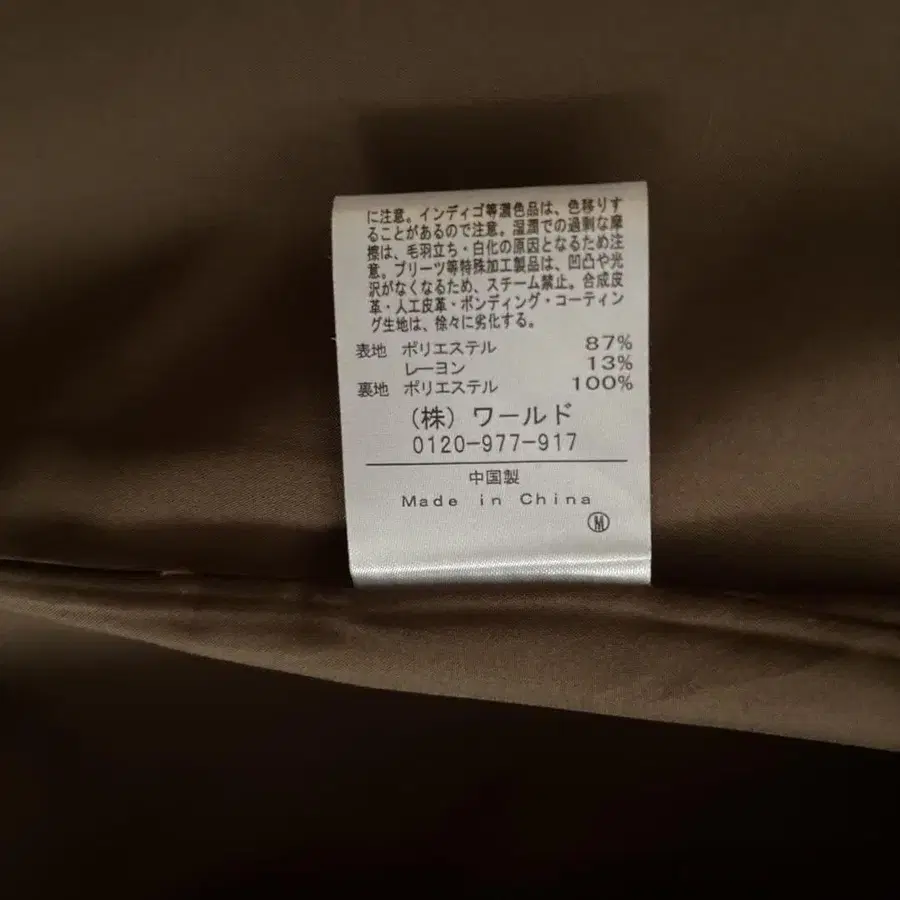 に注意。インディゴ等濃色品は、色移りす
ることがあるので注意。湿潤での過剰な摩
擦は、毛羽立ち・白化の原因となるため注
意。プリーツ等特殊加工製品は、凹凸や光
沢がなくなるため、スチーム禁止。合成皮
革・人工皮革・ボンディング・コーティン
グ生地は、徐々に劣化する。
表地 ポリエステル 87%
レーヨン 13%
裏地 ポリエステル 100%
(株)ワールド
0120-977-917
中国製
Made in China
Ⓜ